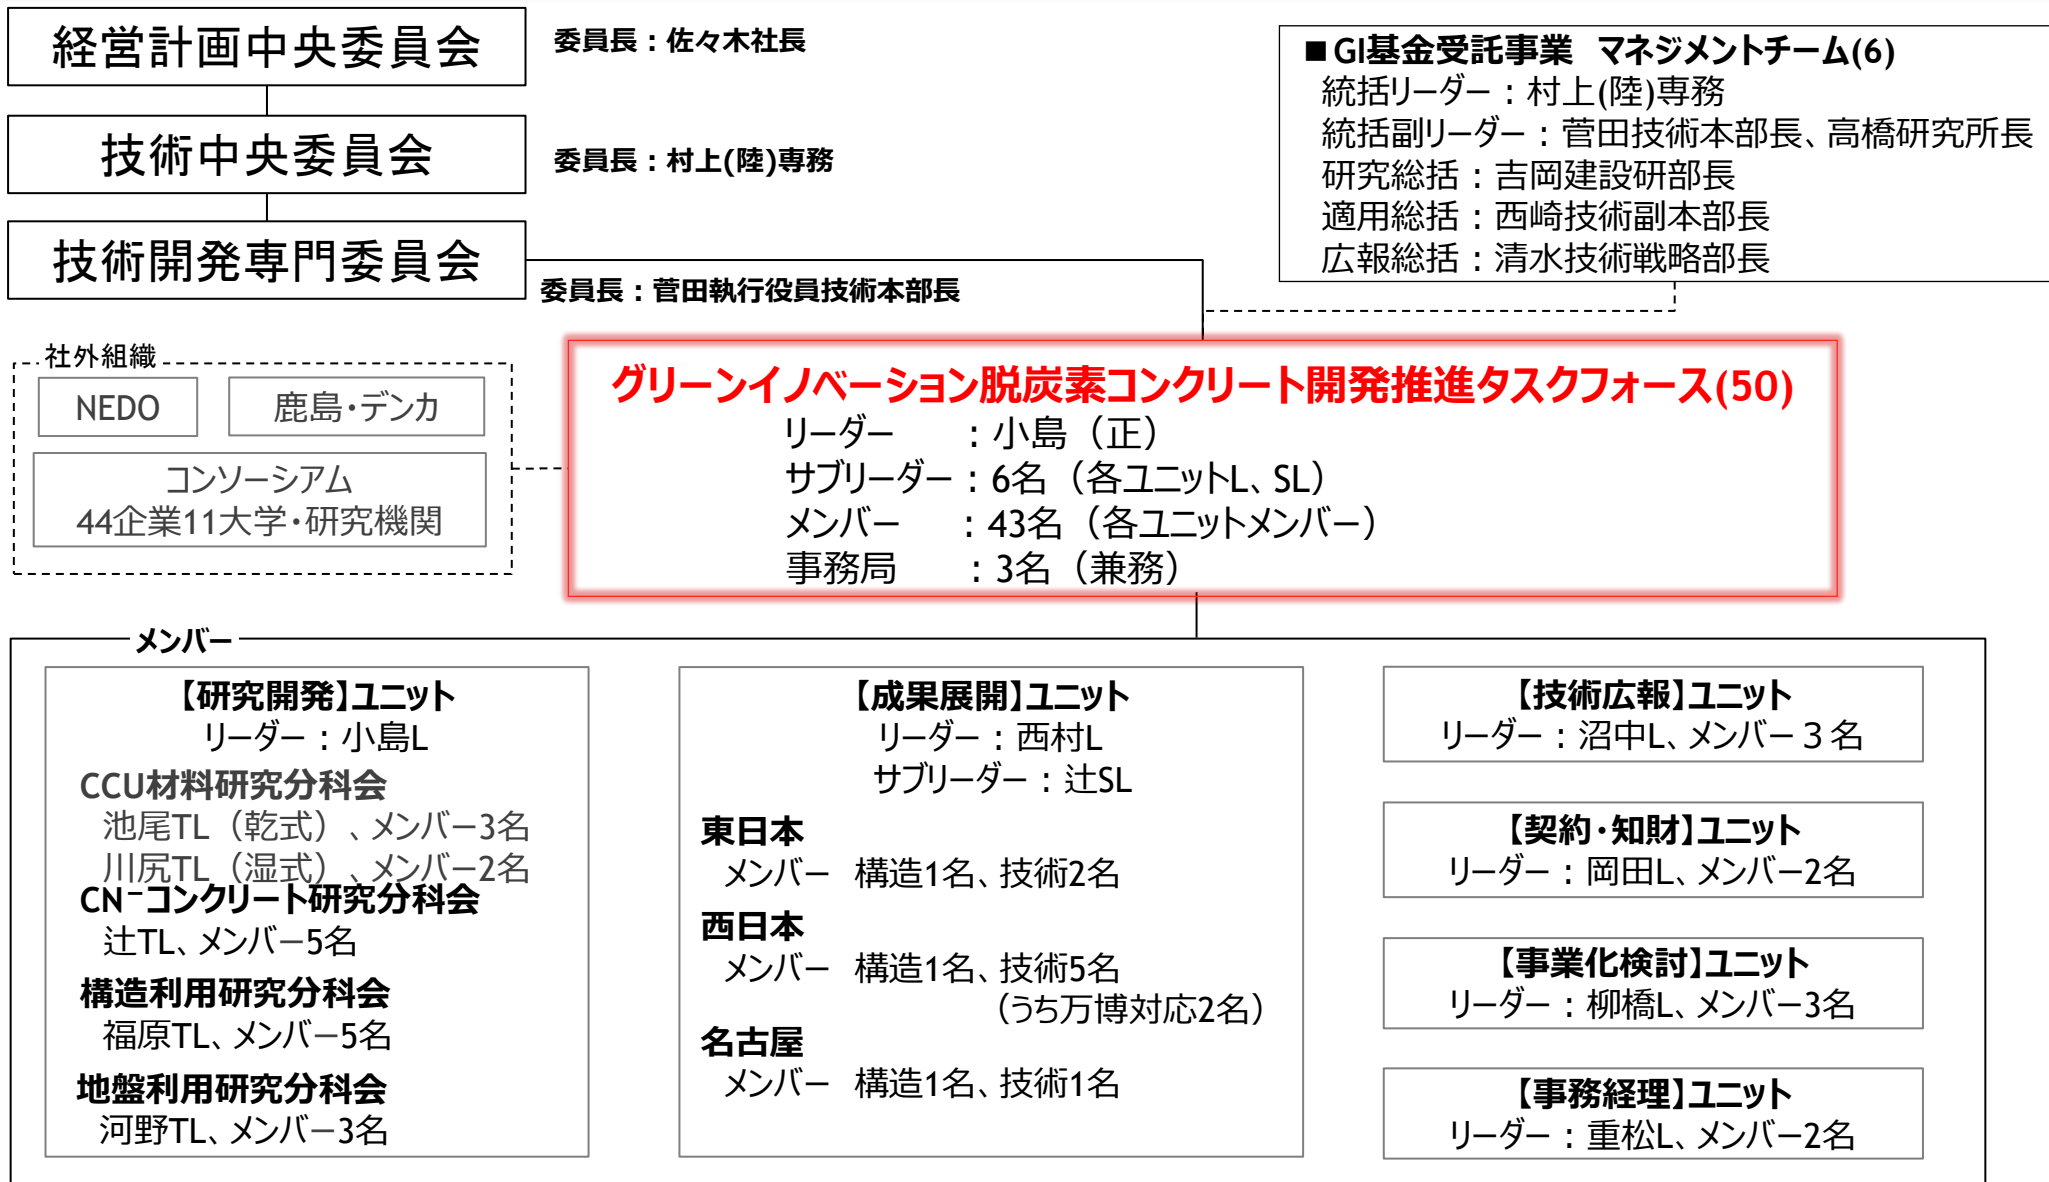 経営計画中央委員会
委員長：佐々木社長
技術中央委員会
委員長：村上(陸)専務
技術開発専門委員会
委員長：菅田執行役員技術本部長
■GI基金受託事業 マネジメントチーム(6)
統括リーダー：村上(陸)専務
統括副リーダー：菅田技術本部長、高橋研究所長
研究総括：吉岡建設研部長
適用総括：西崎技術副本部長
広報総括：清水技術戦略部長
社外組織
NEDO
鹿島・デンカ
コンソーシアム
44企業11大学・研究機関
グリーンイノベーション脱炭素コンクリート開発推進タスクフォース(50)
リーダー ：小島（正）
サブリーダー：6名（各ユニットL、SL）
メンバー ：43名（各ユニットメンバー）
事務局 ：3名（兼務）
メンバー
【研究開発】ユニット
リーダー：小島L
CCU材料研究分科会
池尾TL（乾式）、メンバー3名
川尻TL（湿式）、メンバー2名
CN-コンクリート研究分科会
辻TL、メンバー5名
構造利用研究分科会
福原TL、メンバー5名
地盤利用研究分科会
河野TL、メンバー3名
【成果展開】ユニット
リーダー：西村L
サブリーダー：辻SL
東日本
メンバー 構造1名、技術2名
西日本
メンバー 構造1名、技術5名
（うち万博対応2名）
名古屋
メンバー 構造1名、技術1名
【技術広報】ユニット
リーダー：沼中L、メンバー３名
【契約・知財】ユニット
リーダー：岡田L、メンバー2名
【事業化検討】ユニット
リーダー：柳橋L、メンバー3名
【事務経理】ユニット
リーダー：重松L、メンバー2名